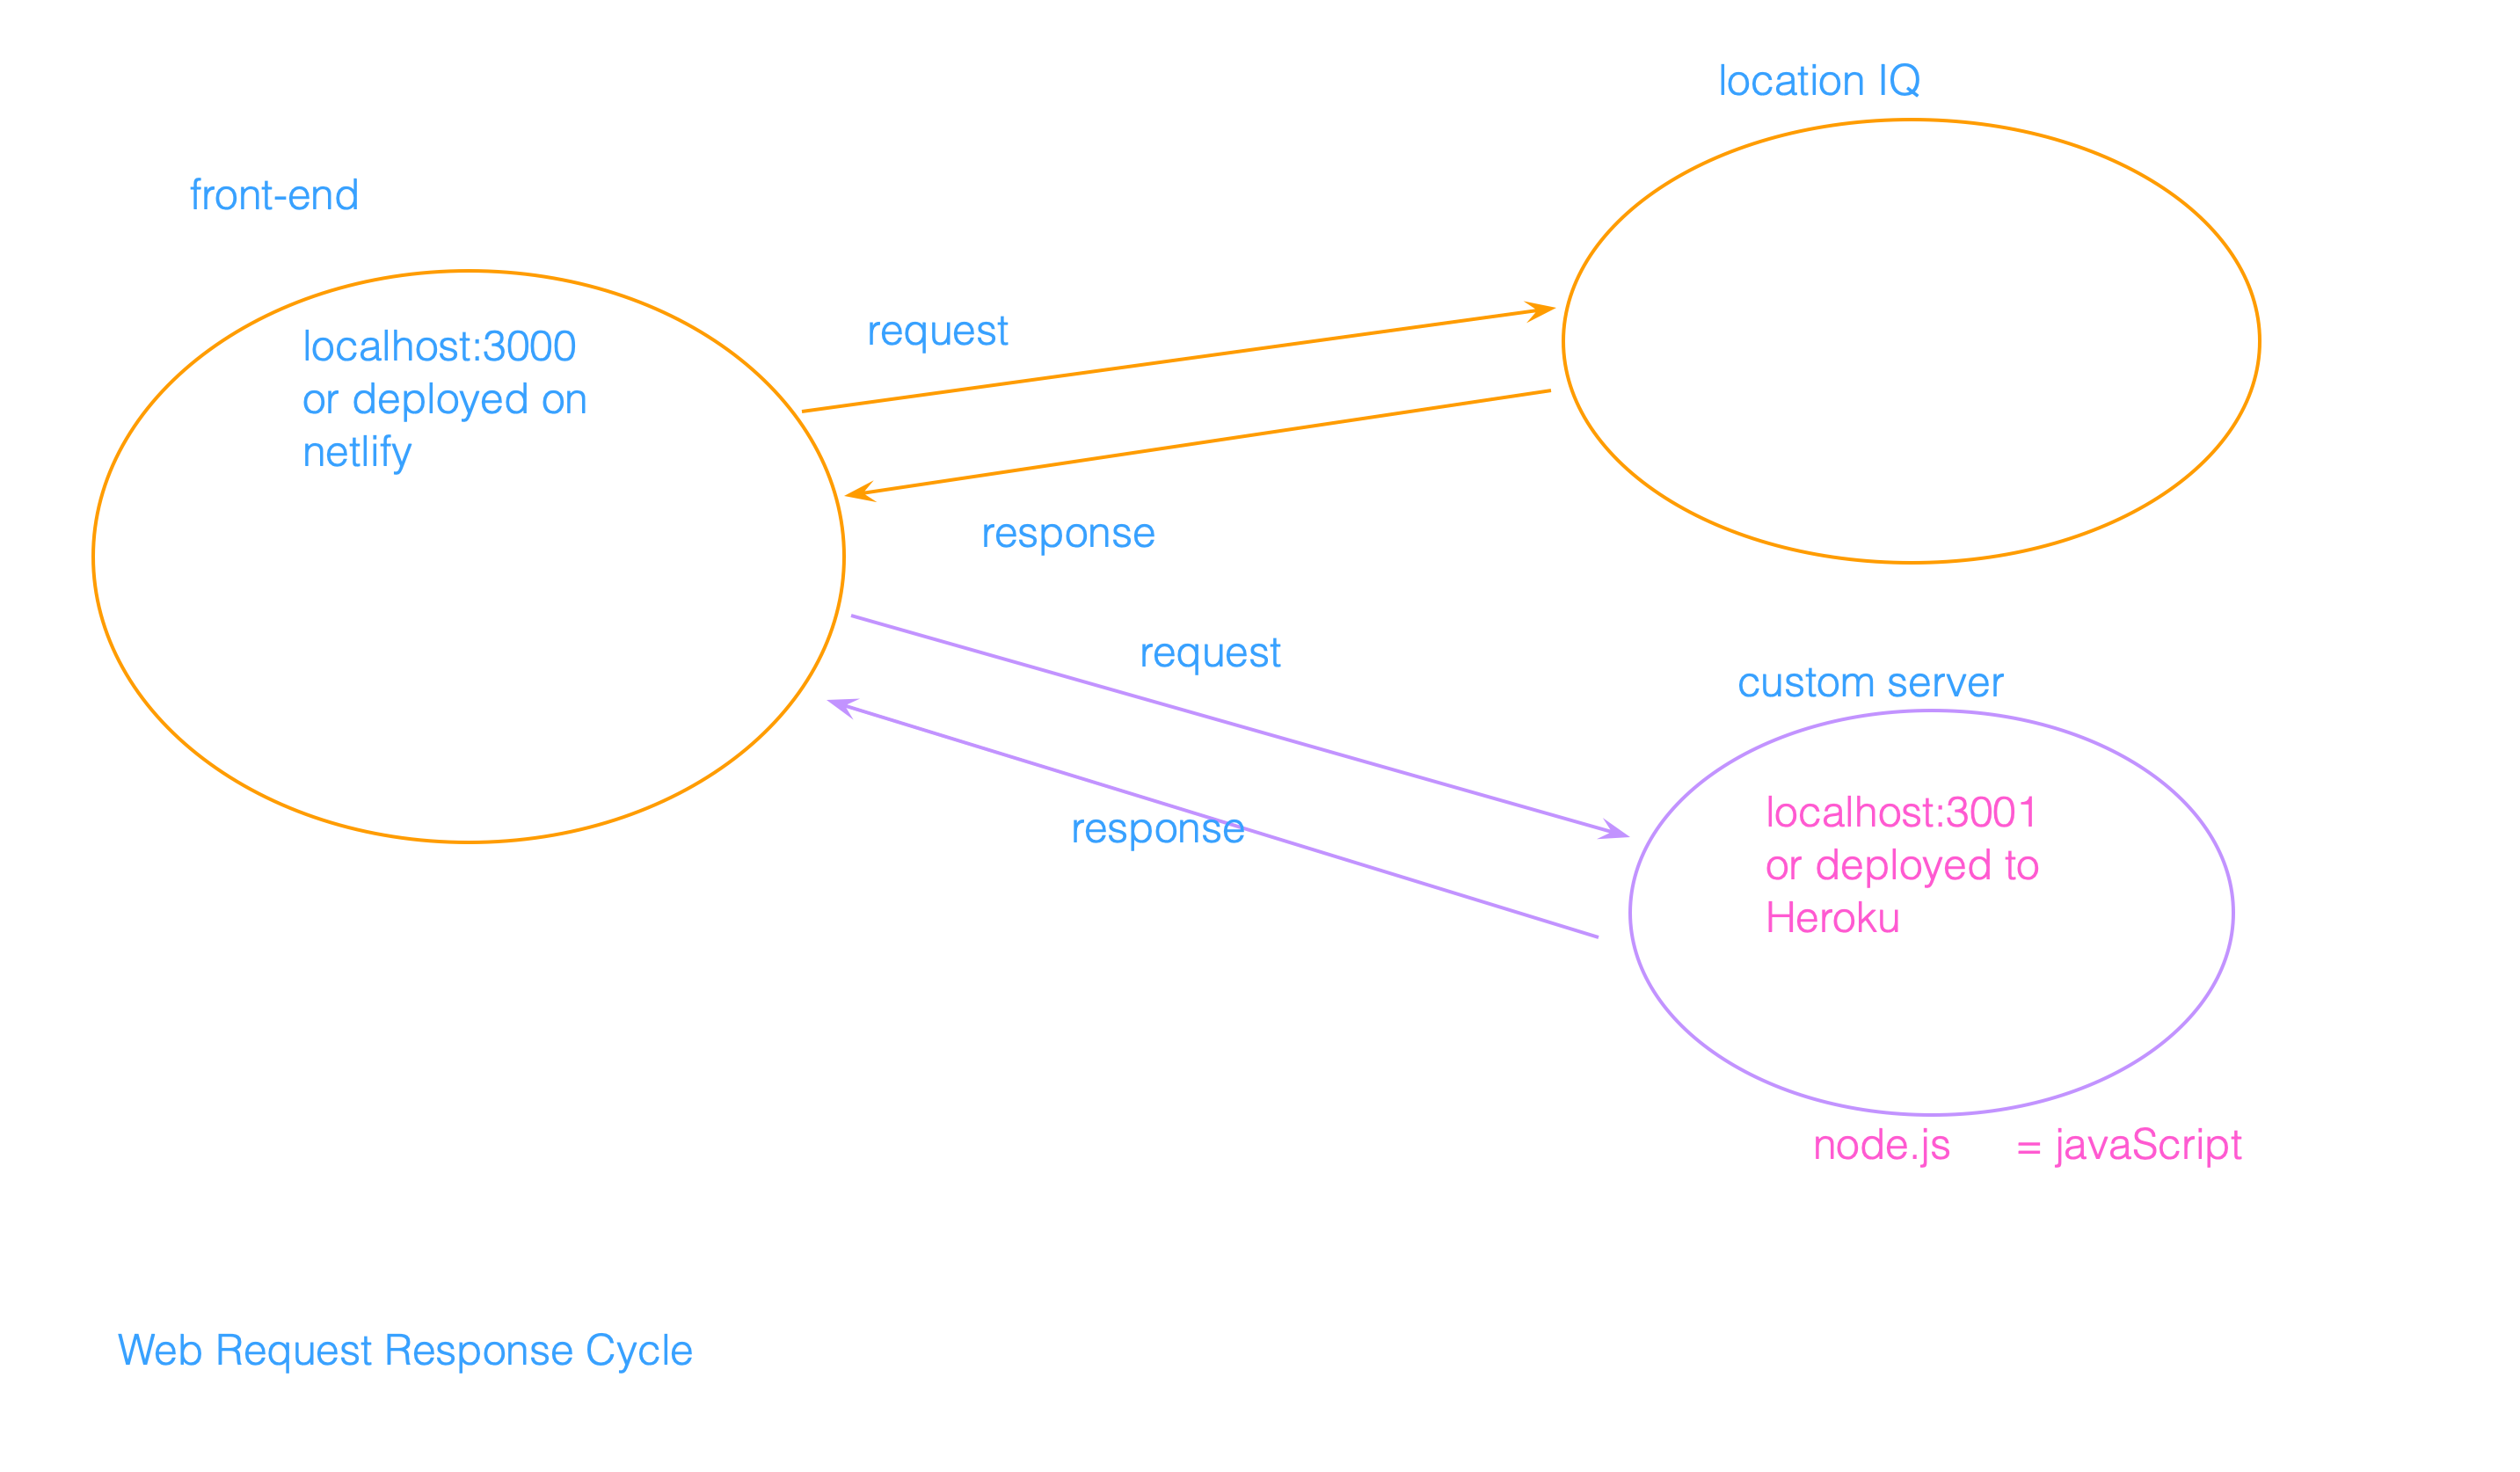 location IQ
front-end
localhost:3000
or deployed on
netlify
request
response
request
custom server
response
localhost:3001
or deployed to
Heroku
node.js = javaScript
Web Request Response Cycle